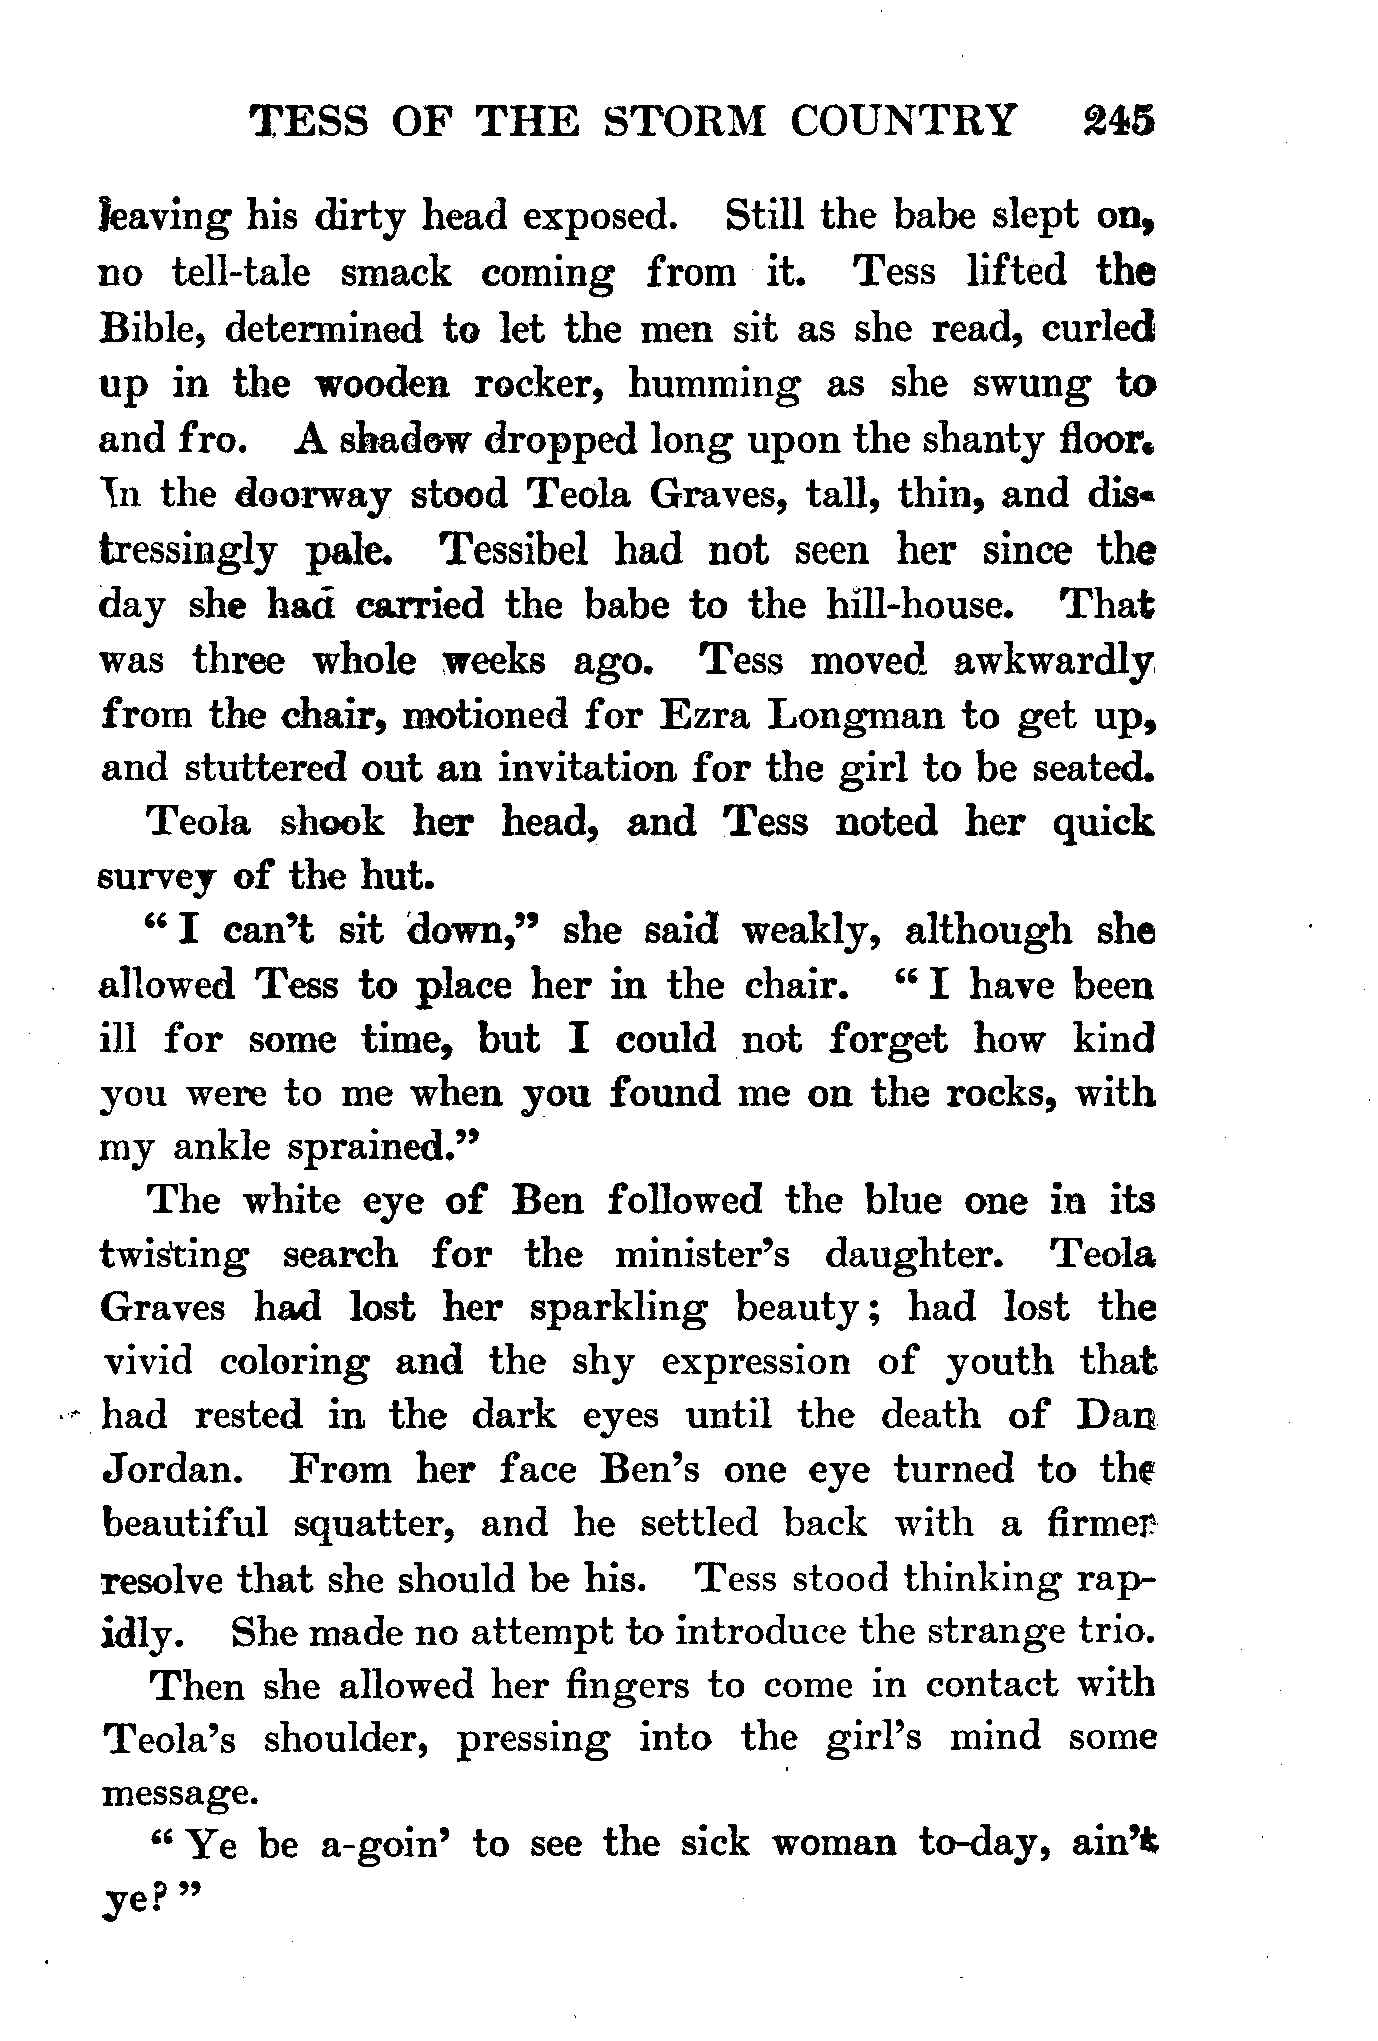 TESS OF THE STORM COUNTRY 245
leaving his dirty head exposed. Still the babe slept on,
no tell-tale smack coming from it. Tess lifted the
Bible, determined to let the men sit as she read, curled
up in the wooden rocker, humming as she swung to
and fro. A shadow dropped long upon the shanty floor.
In the doorway stood Teola Graves, tall, thin, and dis-
tressingly pale. Tessibel had not seen her since the
day she had carried the babe to the hill-house. That
was three whole weeks ago. Tess moved awkwardly
from the chair, motioned for Ezra Longman to get up,
and stuttered out an invitation for the girl to be seated.
Teola shook her head, and Tess noted her quick
survey of the hut.
"I can't sit down," she said weakly, although she
allowed Tess to place her in the chair. "I have been
ill for some time, but I could not forget how kind
you were to me when you found me on the rocks, with
my ankle sprained."
The white eye of Ben followed the blue one in its
twisting search for the minister's daughter. Teola
Graves had lost her sparkling beauty; had lost the
vivid coloring and the shy expression of youth that
had rested in the dark eyes until the death of Dan
Jordan. From her face Ben's one eye turned to the
beautiful squatter, and he settled back with a firmer
resolve that she should be his. Tess stood thinking rap-
idly. She made no attempt to introduce the strange trio.
Then she allowed her fingers to come in contact with
Teola's shoulder, pressing into the girl's mind some
message.
"Ye be a-goin' to see the sick woman to-day, ain't
ye?"